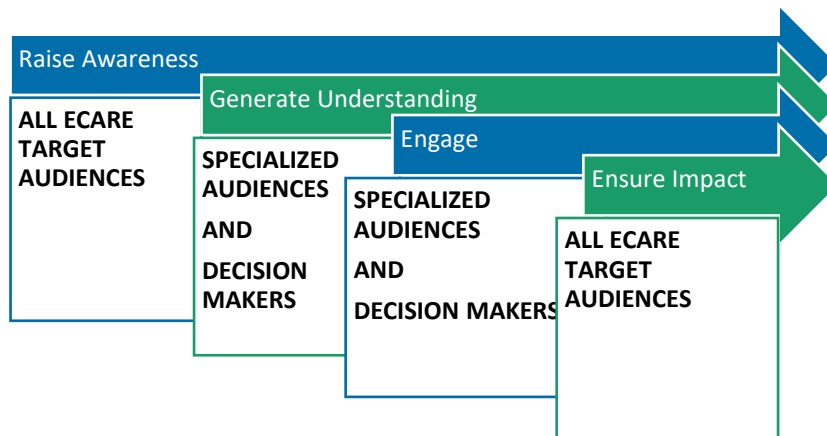 Raise Awareness
ALL ECARE
TARGET
AUDIENCES
Generate Understanding
SPECIALIZED
AUDIENCES
AND
DECISION
MAKERS
Engage
SPECIALIZED
AUDIENCES
AND
DECISION MAKERS
Ensure Impact
ALL ECARE
TARGET
AUDIENCES